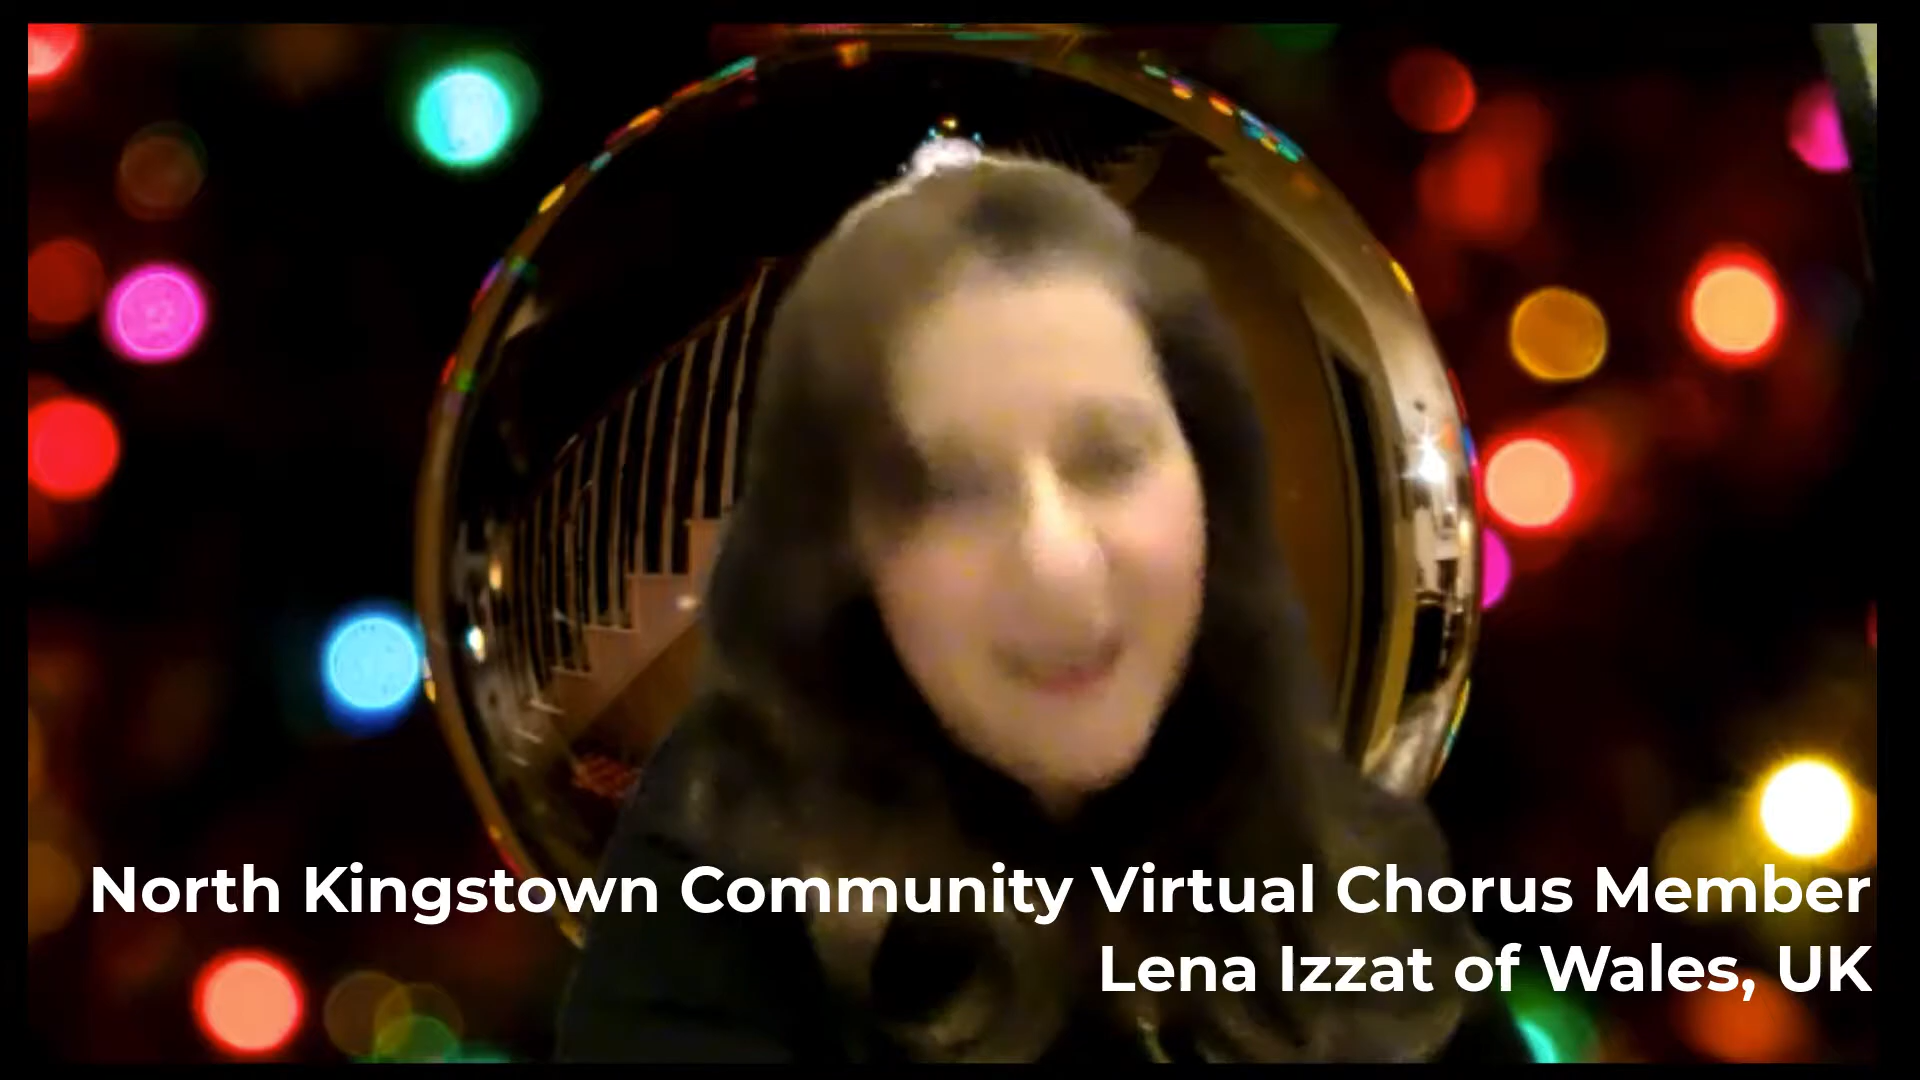 North Kingstown Community Virtual Chorus Member
Lena Izzat of Wales, UK